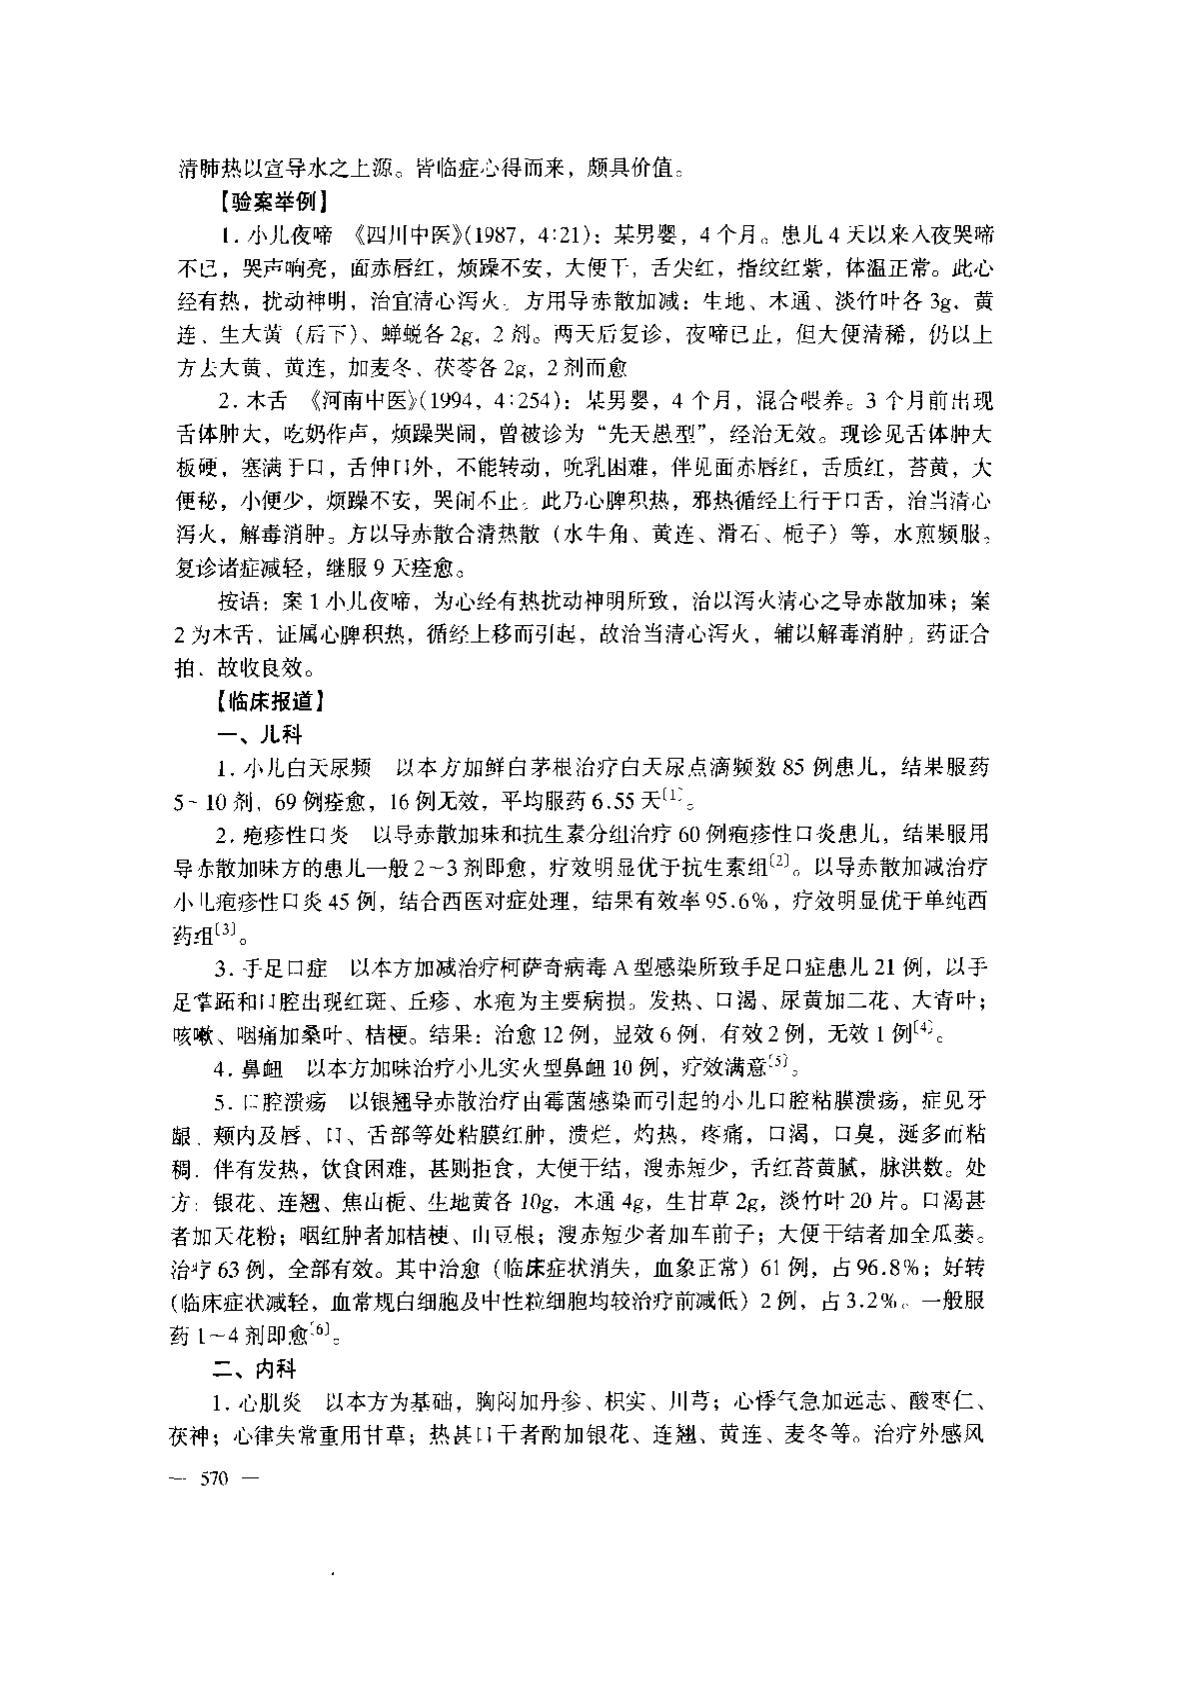 清肺热以宣导水之上源。皆临症心得而来，颇具价值。
【验案举例】
1. 小儿夜啼　《四川中医》(1987，4:21)：某男婴，4个月。患儿4天以来入夜哭啼
不已，哭声响亮，面赤唇红，烦躁不安，大便干，舌尖红，指纹红紫，体温正常。此心
经有热，扰动神明，治宜清心泻火。方用导赤散加减：生地、木通、淡竹叶各3g，黄
连、生大黄（后下）、蝉蜕各2g，2剂。两天后复诊，夜啼已止，但大便清稀，仍以上
方去大黄、黄连，加麦冬、茯苓各2g，2剂而愈
2. 木舌　《河南中医》(1994，4:254)：某男婴，4个月，混合喂养。3个月前出现
舌体肿大，吃奶作声，烦躁哭闹，曾被诊为“先天愚型”，经治无效。现诊见舌体肿大
板硬，塞满于口，舌伸口外，不能转动，吮乳困难，伴见面赤唇红，舌质红，苔黄，大
便秘，小便少，烦躁不安，哭闹不止。此乃心脾积热，邪热循经上行于口舌，治当清心
泻火，解毒消肿。方以导赤散合清热散（水牛角、黄连、滑石、栀子）等，水煎频服。
复诊诸症减轻，继服9天痊愈。
按语：案1小儿夜啼，为心经有热扰动神明所致，治以泻火清心之导赤散加味；案
2为木舌，证属心脾积热，循经上移而引起，故治当清心泻火，辅以解毒消肿，药证合
拍，故收良效。
【临床报道】
一、儿科
1. 小儿白天尿频　以本方加鲜白茅根治疗白天尿点滴频数85例患儿，结果服药
5~10剂，69例痊愈，16例无效，平均服药6.55天〔1〕。
2. 疱疹性口炎　以导赤散加味和抗生素分组治疗60例疱疹性口炎患儿，结果服用
导赤散加味方的患儿一般2~3剂即愈，疗效明显优于抗生素组〔2〕。以导赤散加减治疗
小儿疱疹性口炎45例，结合西医对症处理，结果有效率95.6%，疗效明显优于单纯西
药组〔3〕。
3. 手足口症　以本方加减治疗柯萨奇病毒A型感染所致手足口症患儿21例，以手
足掌跖和口腔出现红斑、丘疹、水疱为主要病损。发热、口渴、尿黄加二花、大青叶；
咳嗽、咽痛加桑叶、桔梗。结果：治愈12例，显效6例，有效2例，无效1例〔4〕。
4. 鼻衄　以本方加味治疗小儿实火型鼻衄10例，疗效满意〔5〕。
5. 口腔溃疡　以银翘导赤散治疗由霉菌感染而引起的小儿口腔粘膜溃疡，症见牙
龈、颊内及唇、口、舌部等处粘膜红肿，溃烂，灼热，疼痛，口渴，口臭，涎多而粘
稠，伴有发热，饮食困难，甚则拒食，大便干结，溲赤短少，舌红苔黄腻，脉洪数。处
方：银花、连翘、焦山栀、生地黄各10g，木通4g，生甘草2g，淡竹叶20片。口渴甚
者加天花粉；咽红肿者加桔梗、山豆根；溲赤短少者加车前子；大便干结者加全瓜蒌。
治疗63例，全部有效。其中治愈（临床症状消失，血象正常）61例，占96.8%；好转
(临床症状减轻，血常规白细胞及中性粒细胞均较治疗前减低）2例，占3.2%。一般服
药1~4剂即愈〔6〕。
二、内科
1. 心肌炎　以本方为基础，胸闷加丹参、枳实、川芎；心悸气急加远志、酸枣仁、
茯神；心律失常重用甘草；热甚口干者酌加银花、连翘、黄连、麦冬等。治疗外感风
— 570 —